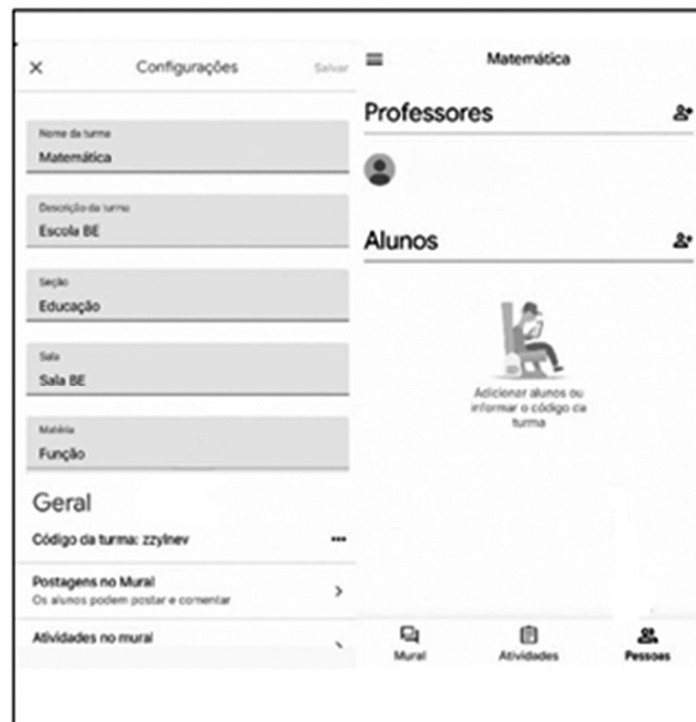 Configurações
Salvar
Nome da turma
Matemática
Descrição da turma
Escola BE
Seção
Educação
Sala
Sala BE
Matéria
Função
Geral
Código da turma: zzylnev
Postagens no Mural
Os alunos podem postar e comentar
Atividades no mural
Matemática
Professores
Alunos
Adicionar alunos ou
informar o código da
turma
Mural
Atividades
Pessoas